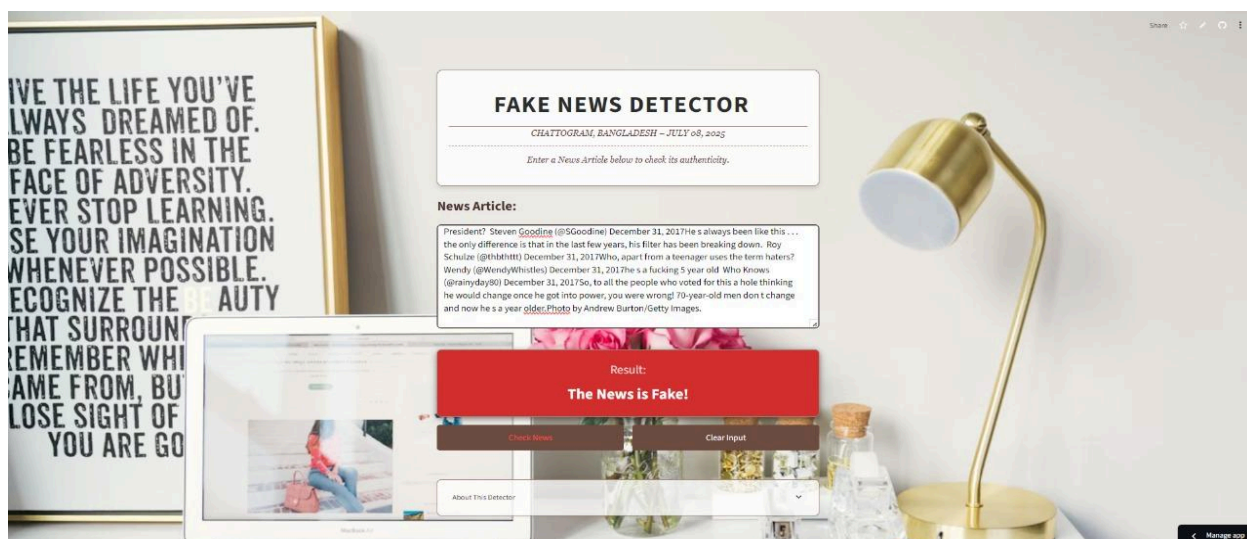 Share
IVE THE LIFE YOU'VE
LWAYS DREAMED OF.
BE FEARLESS IN THE
FACE OF ADVERSITY.
EVER STOP LEARNING.
SE YOUR IMAGINATION
WHENEVER POSSIBLE.
ECOGNIZE THE BE AUTY
THAT SURROUN
REMEMBER WH
AME FROM, BU
LOSE SIGHT OF
YOU ARE GO
MacBook Air
FAKE NEWS DETECTOR
CHATTOGRAM, BANGLADESH – JULY 08, 2025
Enter a News Article below to check its authenticity.
News Article:
President? Steven Goodine (@SGoodine) December 31, 2017He s always been like this . . .
the only difference is that in the last few years, his filter has been breaking down. Roy
Schulze (@thbthttt) December 31, 2017Who, apart from a teenager uses the term haters?
Wendy (@WendyWhistles) December 31, 2017he s a fucking 5 year old Who Knows
(@rainyday80) December 31, 2017So, to all the people who voted for this a hole thinking
he would change once he got into power, you were wrong! 70-year-old men don t change
and now he s a year older.Photo by Andrew Burton/Getty Images.
Result:
The News is Fake!
Check News
Clear Input
About This Detector
Manage app